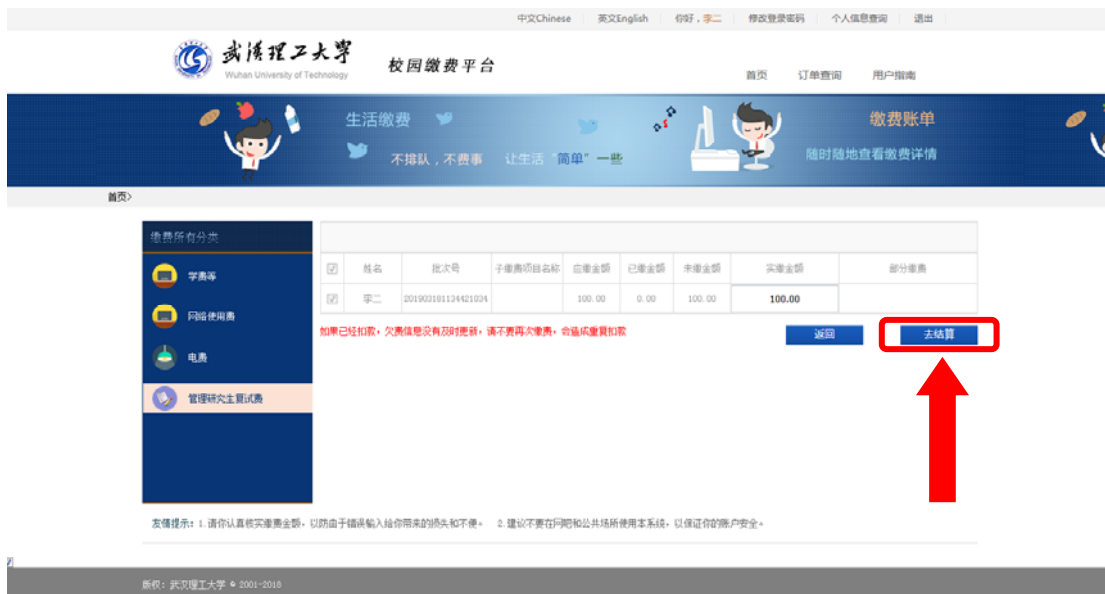 中文Chinese 英文English 你好，李二 修改登录密码 个人信息查询 退出
武汉理工大学 校园缴费平台
Wuhan University of Technology
首页 订单查询 用户指南
生活缴费
不排队，不费事 让生活“简单”一些
缴费账单
随时随地查看缴费详情
首页>
缴费所有分类
学费等
网络使用费
电费
管理研究生复试费
姓名 批次号 子缴费项目名称 应缴金额 已缴金额 未缴金额 实缴金额 部分缴费
李二 201903181134421034 100.00 0.00 100.00 100.00
如果已经扣款，欠费信息没有及时更新，请不要再次缴费，会造成重复扣款
返回 去结算
友情提示：1.请你认真核实缴费金额，以防由于错误输入给你带来的损失和不便。 2.建议不要在网吧和公共场所使用本系统，以保证你的账户安全。
版权：武汉理工大学 © 2001-2018